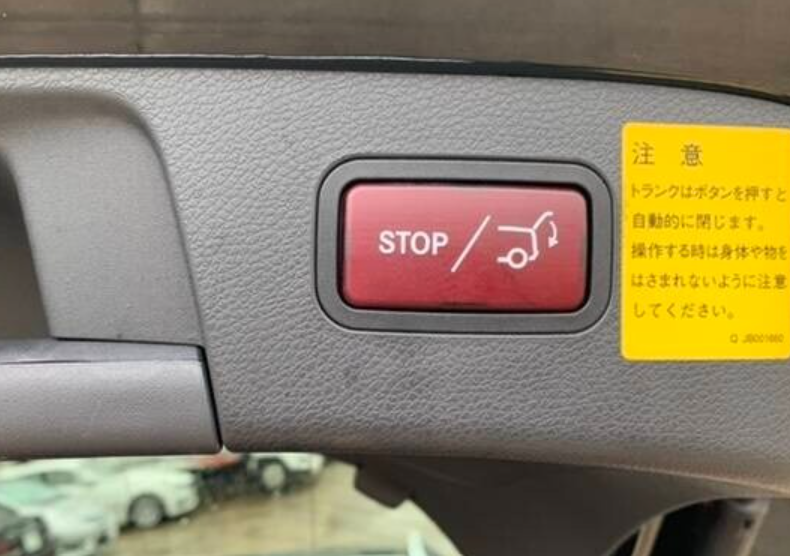 STOP
注 意
トランクはボタンを押すと
自動的に閉じます。
操作する時は身体や物を
はさまれないように注意
してください。
Q JB001660